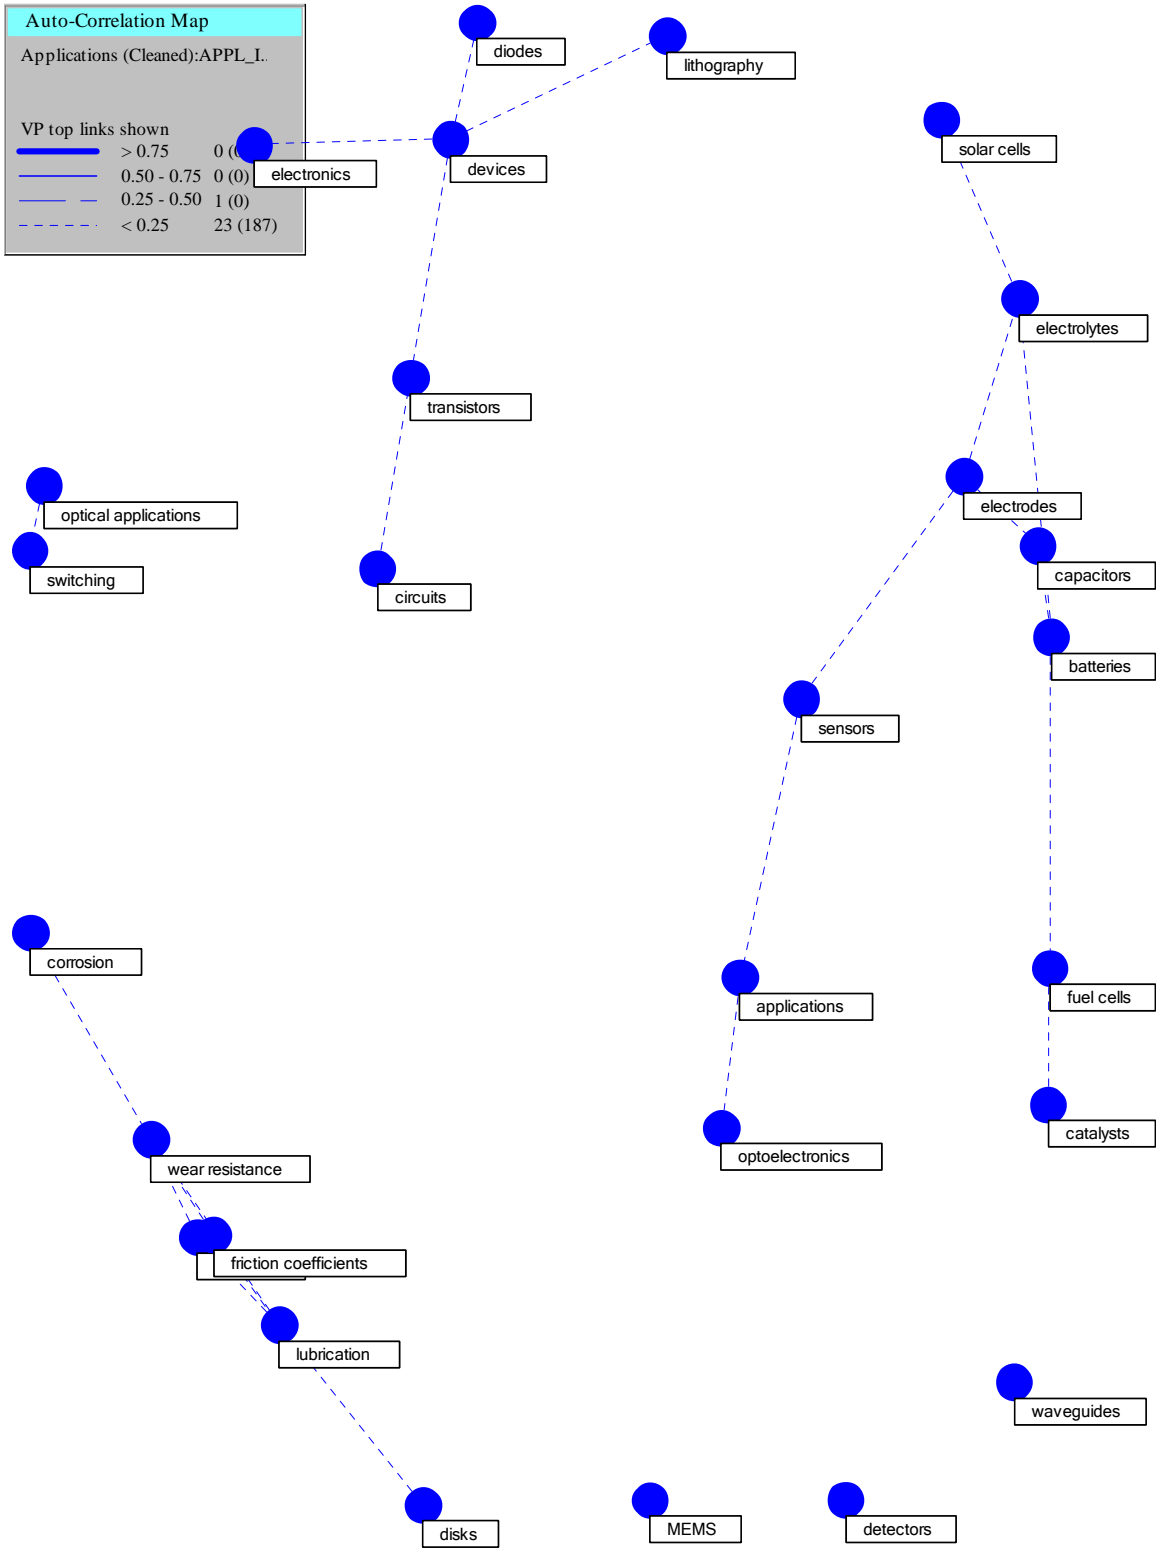 Auto-Correlation Map
Applications (Cleaned):APPL_I..
VP top links shown
> 0.75 0 (
0.50 - 0.75 0 (0)
0.25 - 0.50 1 (0)
< 0.25 23 (187)
diodes
lithography
electronics
devices
solar cells
electrolytes
transistors
optical applications
electrodes
switching
circuits
capacitors
batteries
sensors
corrosion
applications
fuel cells
catalysts
optoelectronics
wear resistance
friction coefficients
lubrication
waveguides
disks
MEMS
detectors